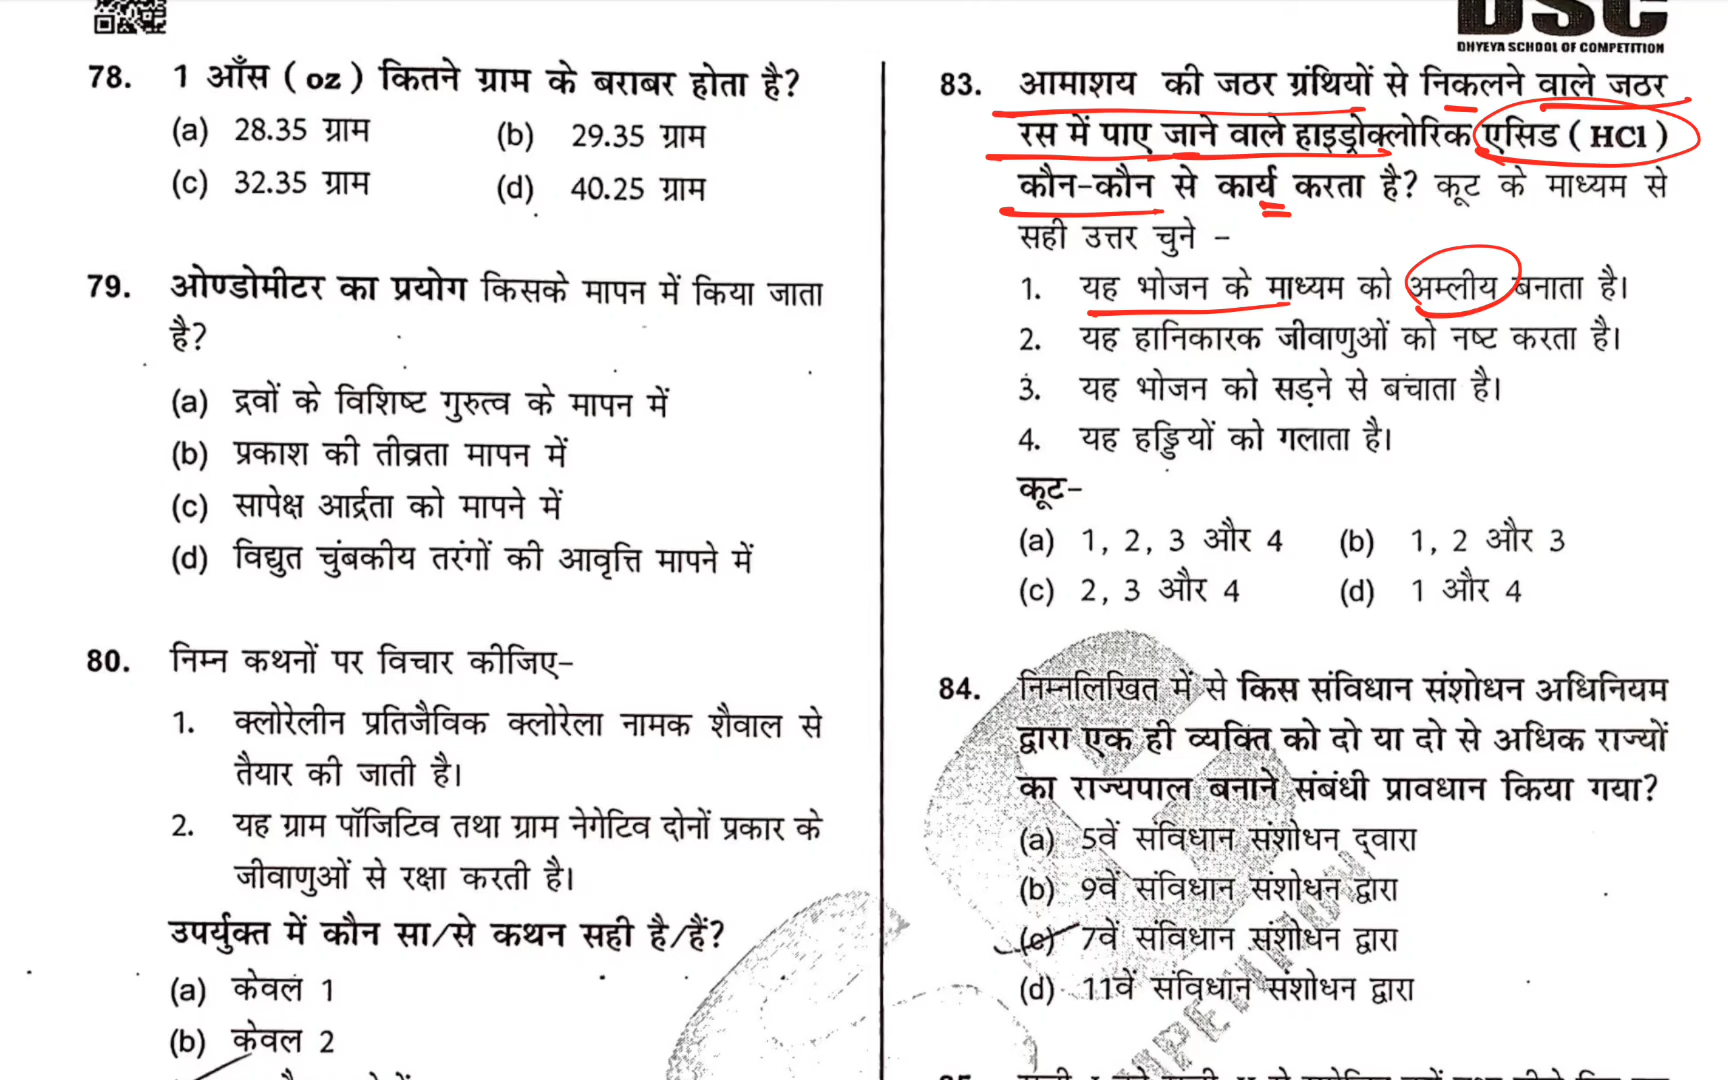 DSC
DHYEYA SCHOOL OF COMPETITION
78. 1 आँस ( oz ) कितने ग्राम के बराबर होता है?
(a) 28.35 ग्राम (b) 29.35 ग्राम
(c) 32.35 ग्राम (d) 40.25 ग्राम
79. ओण्डोमीटर का प्रयोग किसके मापन में किया जाता
है?
(a) द्रवों के विशिष्ट गुरुत्व के मापन में
(b) प्रकाश की तीव्रता मापन में
(c) सापेक्ष आर्द्रता को मापने में
(d) विद्युत चुंबकीय तरंगों की आवृत्ति मापने में
80. निम्न कथनों पर विचार कीजिए-
1. क्लोरेलीन प्रतिजैविक क्लोरेला नामक शैवाल से
तैयार की जाती है।
2. यह ग्राम पॉजिटिव तथा ग्राम नेगेटिव दोनों प्रकार के
जीवाणुओं से रक्षा करती है।
उपर्युक्त में कौन सा/से कथन सही है/हैं?
(a) केवल 1
(b) केवल 2
83. आमाशय की जठर ग्रंथियों से निकलने वाले जठर
रस में पाए जाने वाले हाइड्रोक्लोरिक एसिड ( HCl )
कौन-कौन से कार्य करता है? कूट के माध्यम से
सही उत्तर चुने -
1. यह भोजन के माध्यम को अम्लीय बनाता है।
2. यह हानिकारक जीवाणुओं को नष्ट करता है।
3. यह भोजन को सड़ने से बचाता है।
4. यह हड्डियों को गलाता है।
कूट-
(a) 1, 2, 3 और 4 (b) 1, 2 और 3
(c) 2, 3 और 4 (d) 1 और 4
84. निम्नलिखित में से किस संविधान संशोधन अधिनियम
द्वारा एक ही व्यक्ति को दो या दो से अधिक राज्यों
का राज्यपाल बनाने संबंधी प्रावधान किया गया?
(a) 5वें संविधान संशोधन द्वारा
(b) 9वें संविधान संशोधन द्वारा
(c) 7वें संविधान संशोधन द्वारा
(d) 11वें संविधान संशोधन द्वारा